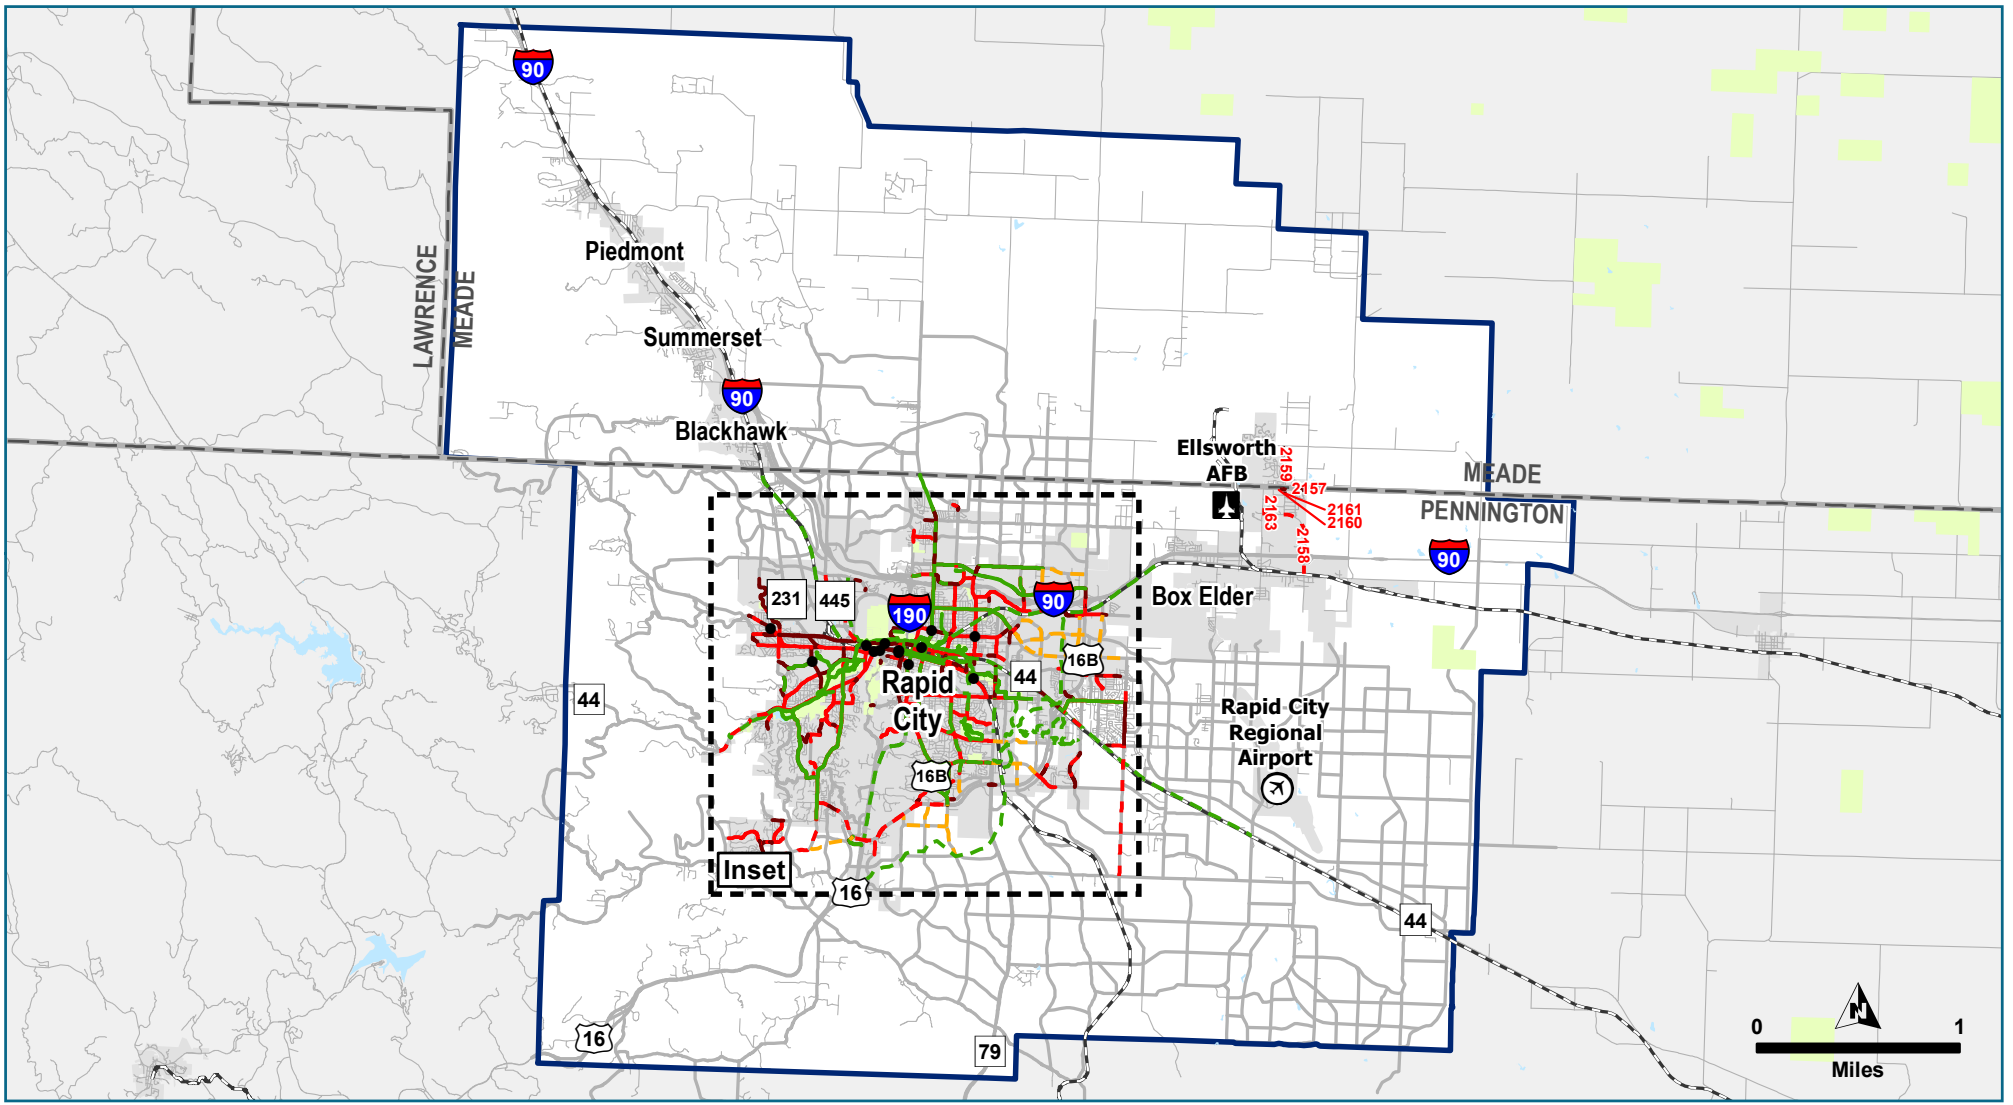 90
Piedmont
LAWRENCE
MEADE
Summerset
90
Blackhawk
Ellsworth
AFB
2159
2157
2161
2160
2163
2158
MEADE
PENNINGTON
90
231
445
190
90
Box Elder
16B
44
44
Rapid
City
Rapid City
Regional
Airport
16B
Inset
16
44
16
79
N
0 1
Miles